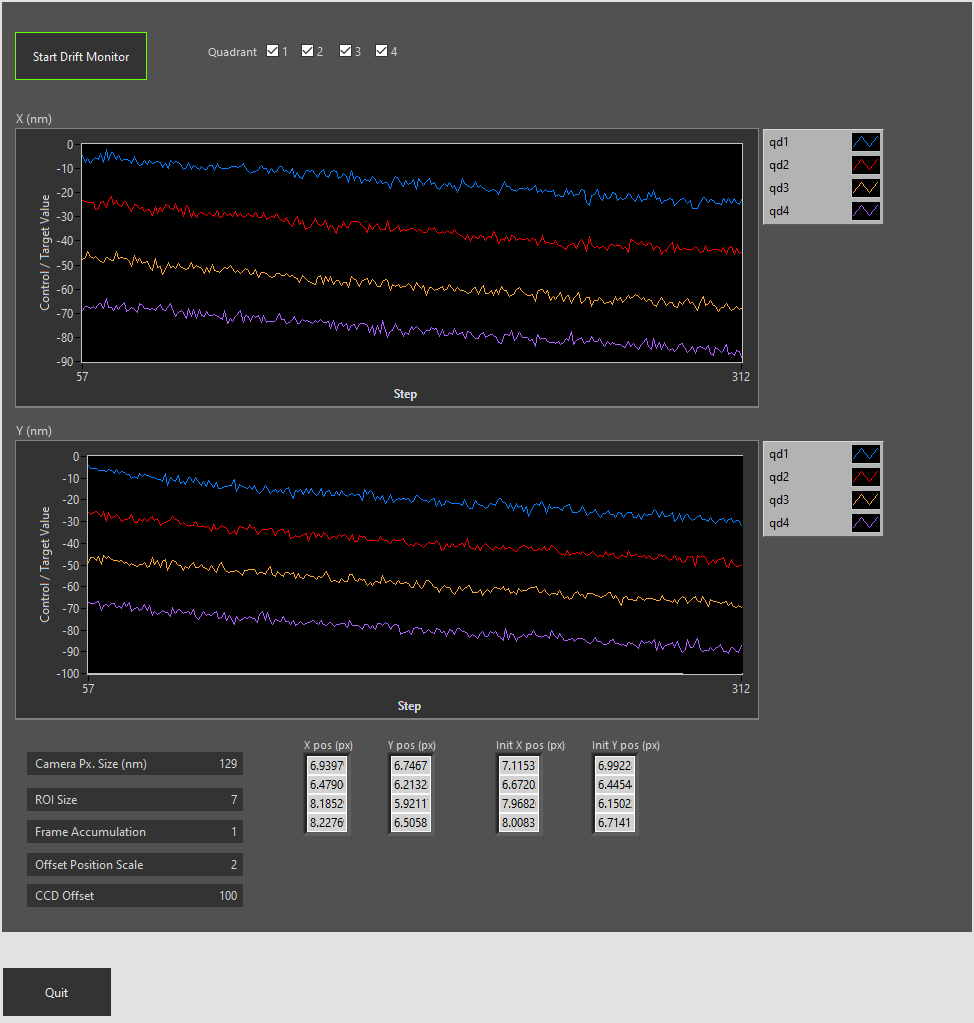 Start Drift Monitor
Quadrant 1 2 3 4
X (nm)
Control / Target Value
0
-10
-20
-30
-40
-50
-60
-70
-80
-90
57 312
Step
qd1
qd2
qd3
qd4
Y (nm)
Control / Target Value
0
-10
-20
-30
-40
-50
-60
-70
-80
-90
-100
57 312
Step
qd1
qd2
qd3
qd4
Camera Px. Size (nm) 129
ROI Size 7
Frame Accumulation 1
Offset Position Scale 2
CCD Offset 100
X pos (px) Y pos (px) Init X pos (px) Init Y pos (px)
6.9397 6.7467 7.1153 6.9922
6.4790 6.2132 6.6720 6.4454
8.1852 5.9211 7.9682 6.1502
8.2276 6.5058 8.0083 6.7141
Quit